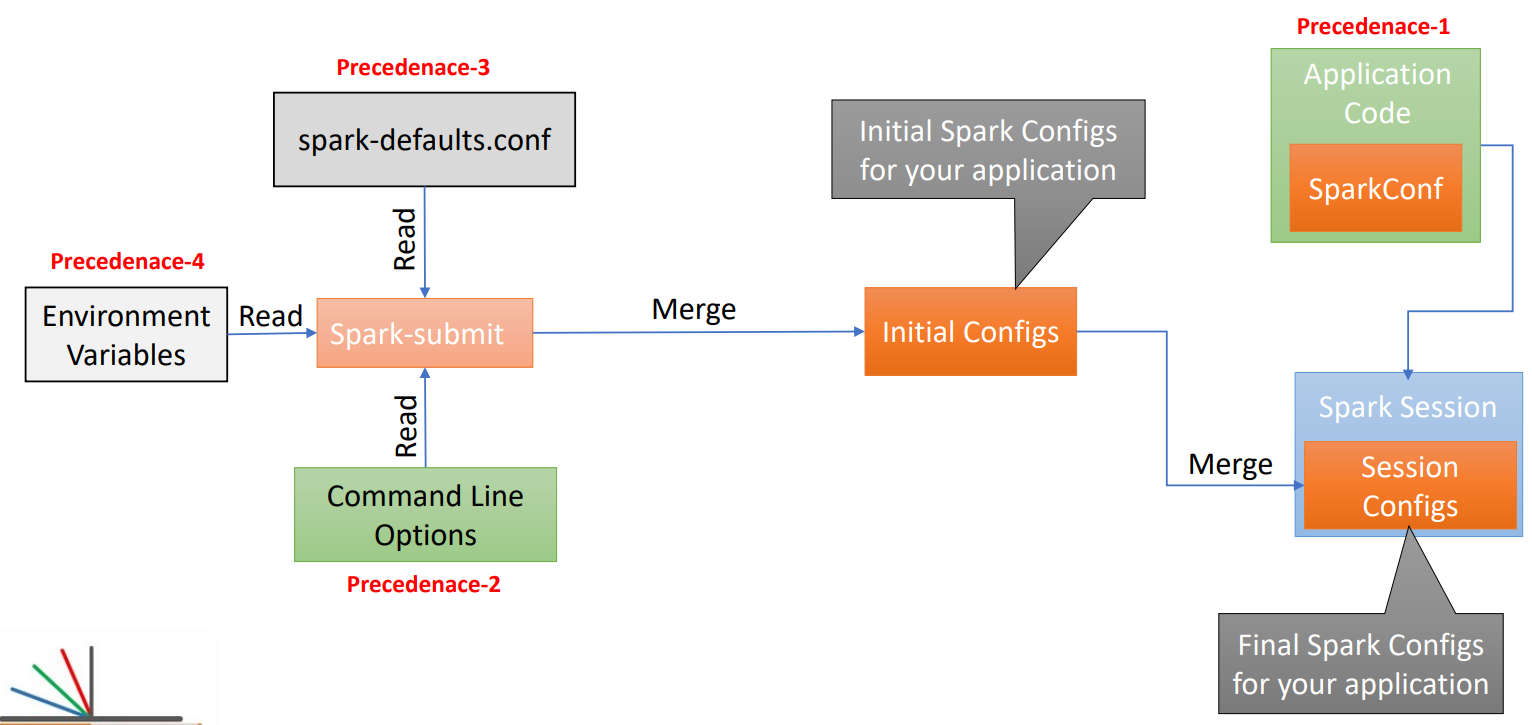 Precedenace-1
Application
Code
SparkConf
Precedenace-3
spark-defaults.conf
Initial Spark Configs
for your application
Read
Precedenace-4
Environment
Variables
Read
Spark-submit
Merge
Initial Configs
Read
Command Line
Options
Precedenace-2
Spark Session
Merge
Session
Configs
Final Spark Configs
for your application